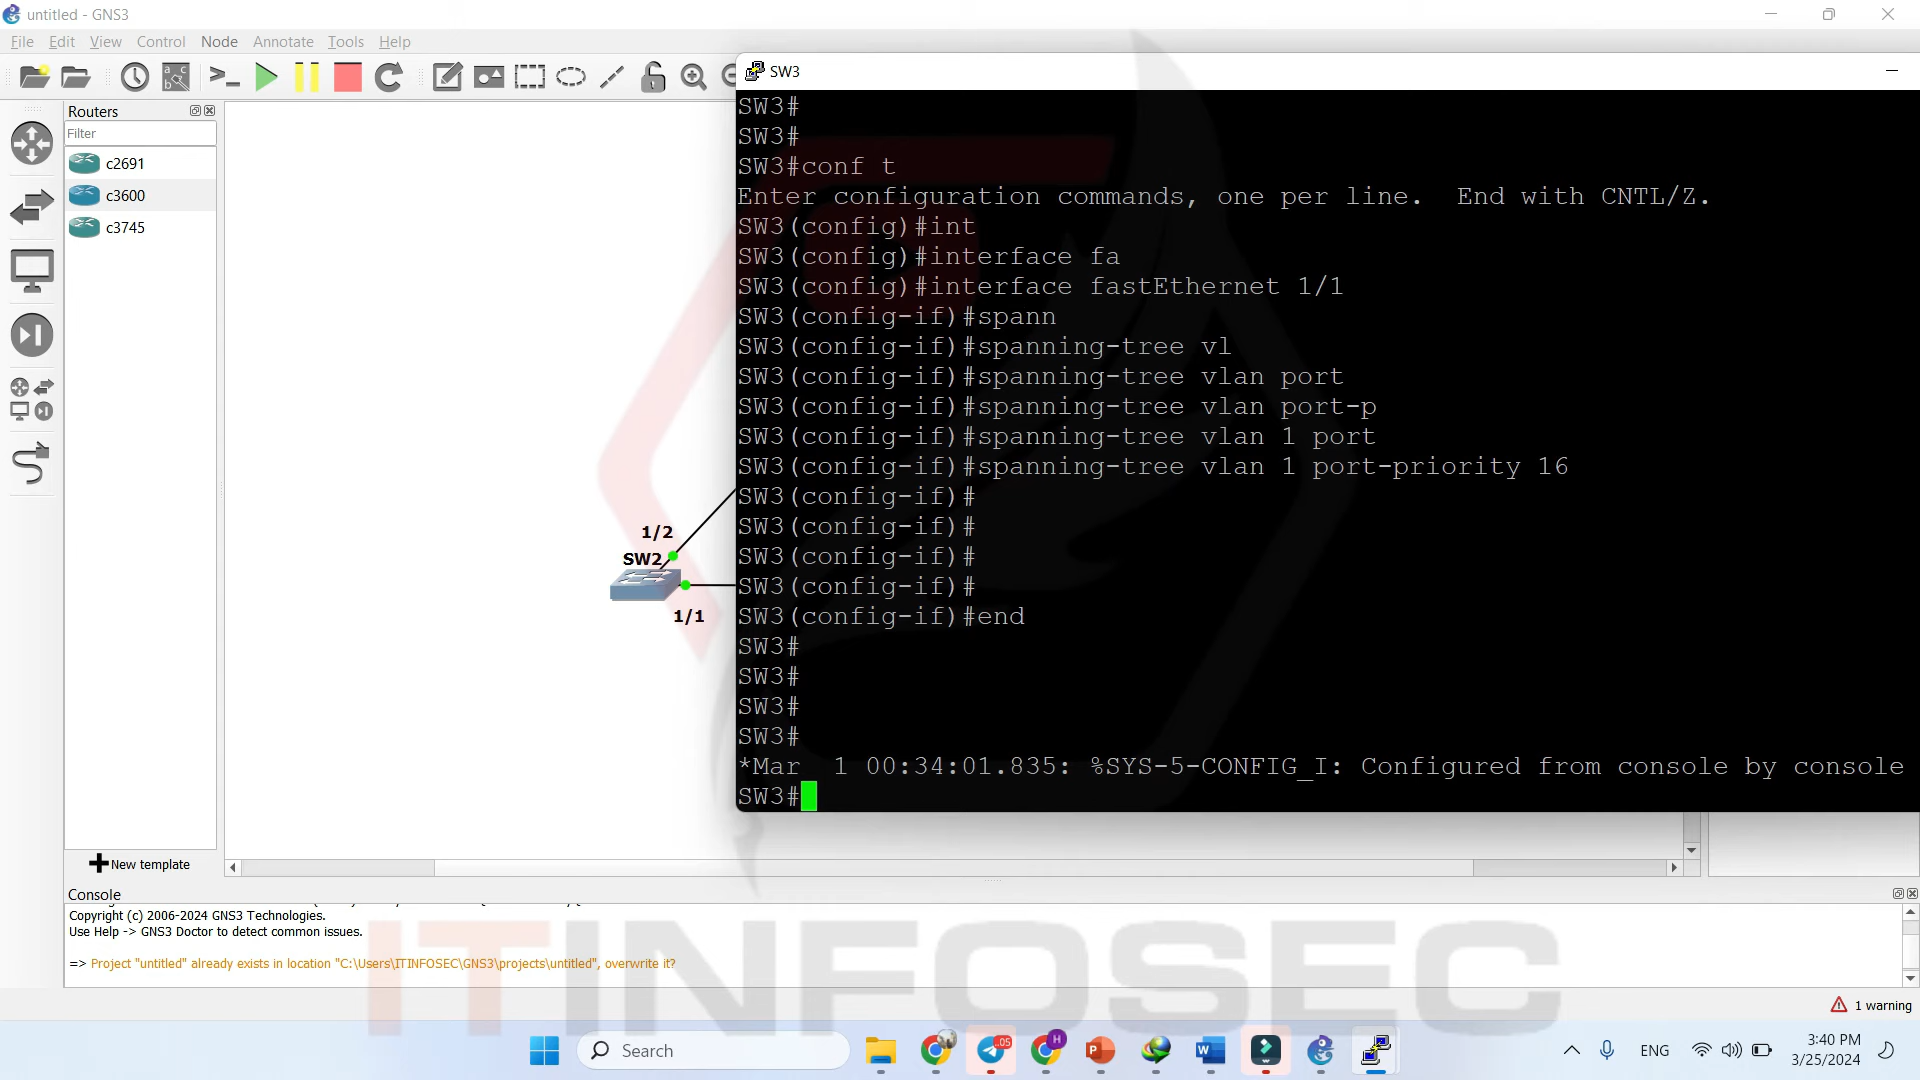 untitled - GNS3
File Edit View Control Node Annotate Tools Help
Routers
Filter
c2691
c3600
c3745
New template
1/2
SW2
1/1
SW3
SW3#
SW3#
SW3#conf t
Enter configuration commands, one per line.  End with CNTL/Z.
SW3(config)#int
SW3(config)#interface fa
SW3(config)#interface fastEthernet 1/1
SW3(config-if)#spann
SW3(config-if)#spanning-tree vl
SW3(config-if)#spanning-tree vlan port
SW3(config-if)#spanning-tree vlan port-p
SW3(config-if)#spanning-tree vlan 1 port
SW3(config-if)#spanning-tree vlan 1 port-priority 16
SW3(config-if)#
SW3(config-if)#
SW3(config-if)#
SW3(config-if)#
SW3(config-if)#end
SW3#
SW3#
SW3#
SW3#
*Mar  1 00:34:01.835: %SYS-5-CONFIG_I: Configured from console by console
SW3#
Console
Copyright (c) 2006-2024 GNS3 Technologies.
Use Help -> GNS3 Doctor to detect common issues.
=> Project "untitled" already exists in location "C:\Users\ITINFOSEC\GNS3\projects\untitled", overwrite it?
ITINFOSEC
1 warning
Search
..05
H
ENG
3:40 PM
3/25/2024